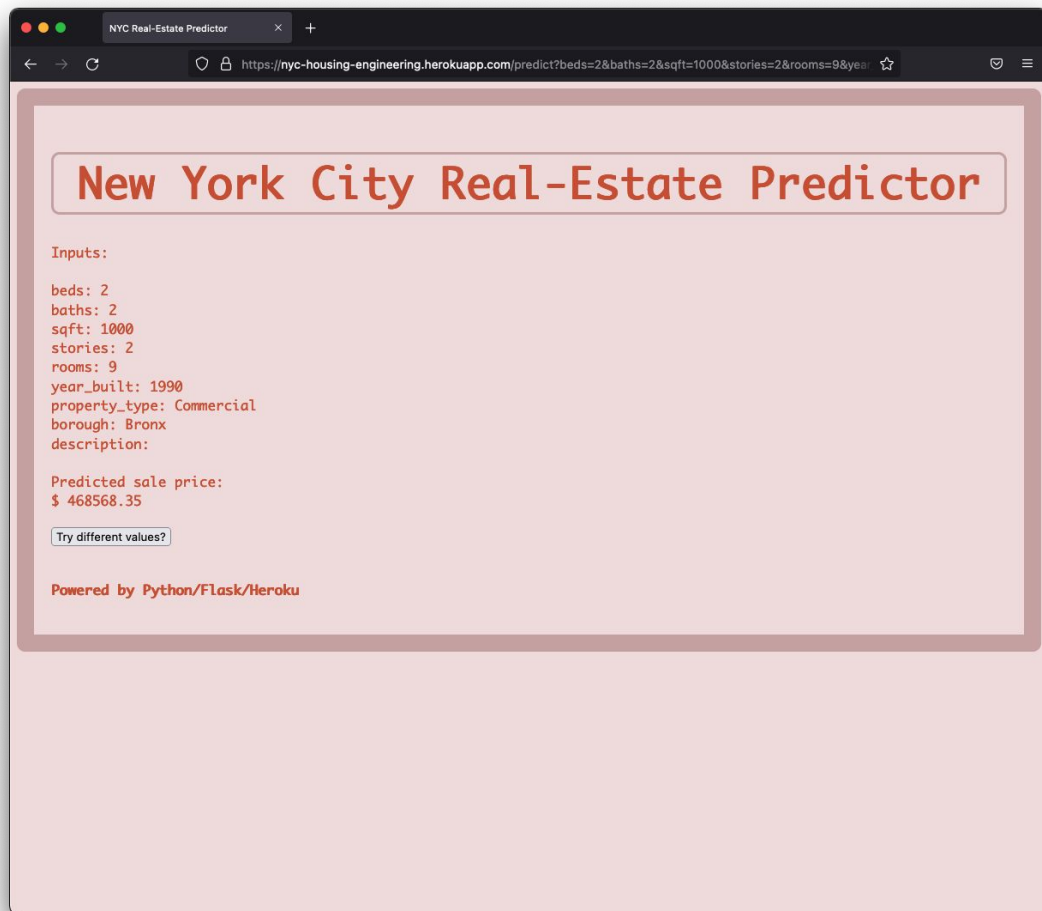 NYC Real-Estate Predictor
https://nyc-housing-engineering.herokuapp.com/predict?beds=2&baths=2&sqft=1000&stories=2&rooms=9&yea
New York City Real-Estate Predictor
Inputs:
beds: 2
baths: 2
sqft: 1000
stories: 2
rooms: 9
year_built: 1990
property_type: Commercial
borough: Bronx
description:
Predicted sale price:
$ 468568.35
Try different values?
Powered by Python/Flask/Heroku